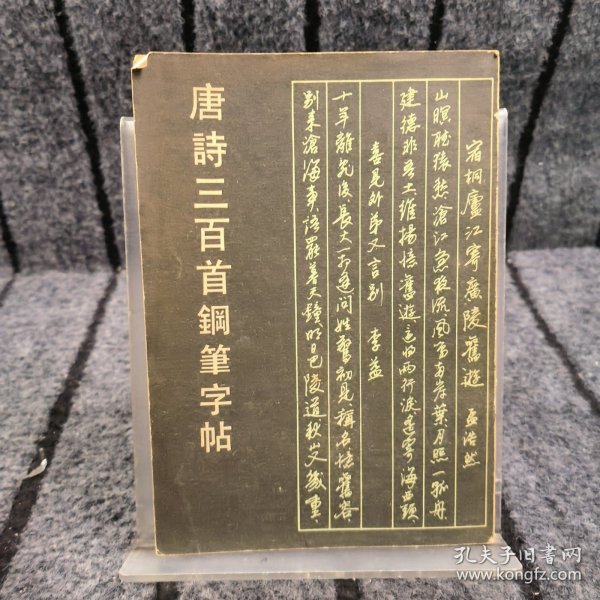 唐詩三百首鋼筆字帖
宿桐廬江寄廣陵舊遊 孟浩然
山暝聽猿愁滄江急夜流風鳴兩岸葉月照一孤舟
建德非吾土維揚憶舊遊還將兩行淚遙寄海西頭
喜見外弟又言別 李益
十年離亂後長大一相逢問姓驚初見稱名憶舊容
別來滄海事語罷暮天鐘明日巴陵道秋山又幾重
孔夫子旧书网
www.kongfz.com